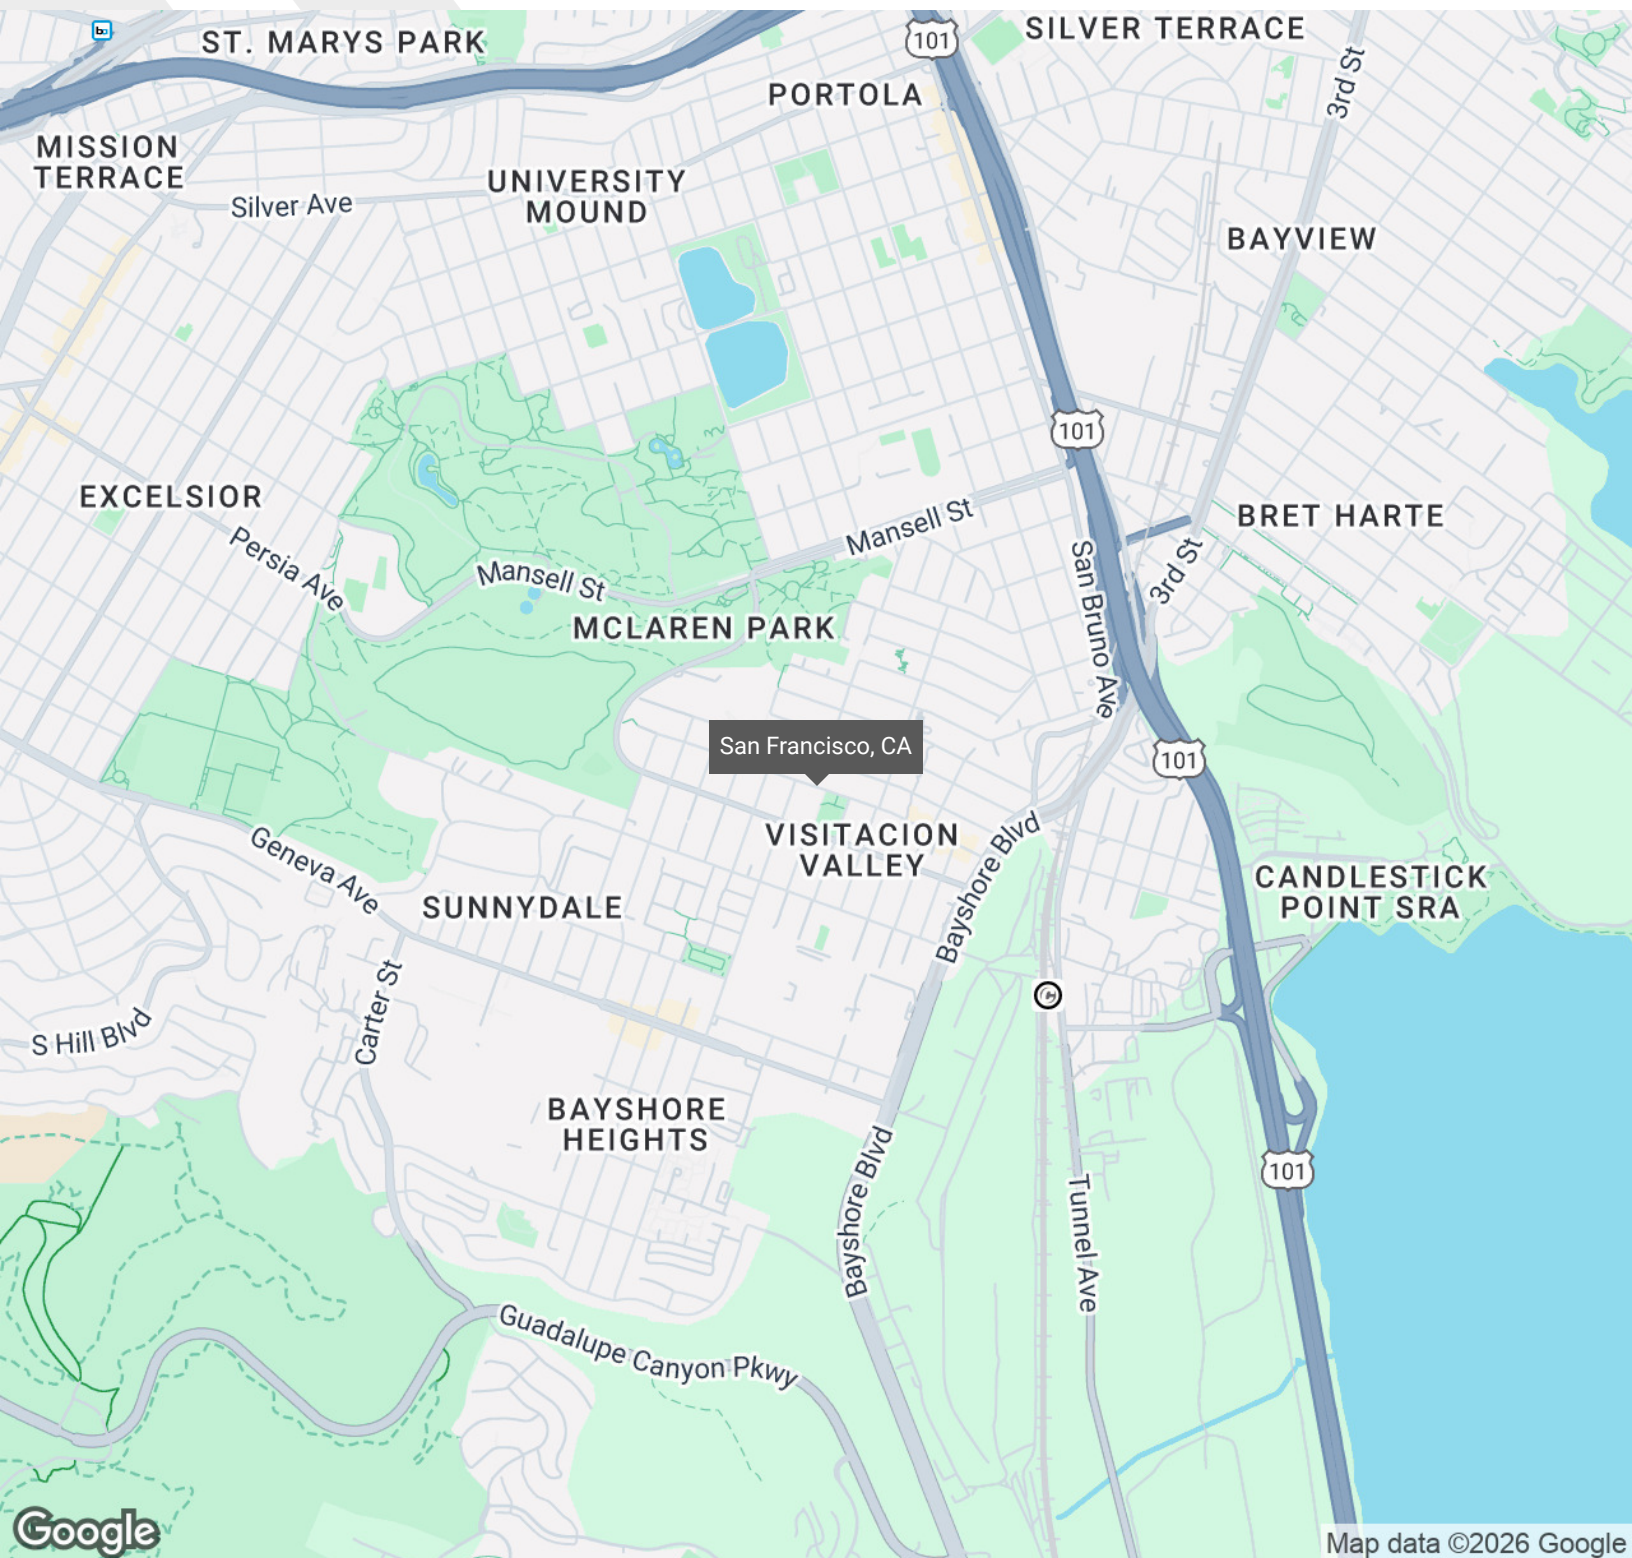 SILVER TERRACE
ST. MARYS PARK
101
3rd St
PORTOLA
MISSION
TERRACE
UNIVERSITY
MOUND
Silver Ave
BAYVIEW
101
EXCELSIOR
BRET HARTE
Mansell St
Persia Ave
Mansell St
3rd St
San Bruno Ave
MCLAREN PARK
San Francisco, CA
101
VISITACION
VALLEY
Geneva Ave
Bayshore Blvd
CANDLESTICK
POINT SRA
SUNNYDALE
Carter St
S Hill Blvd
BAYSHORE
HEIGHTS
101
Bayshore Blvd
Tunnel Ave
Guadalupe Canyon Pkwy
Google
Map data ©2026 Google